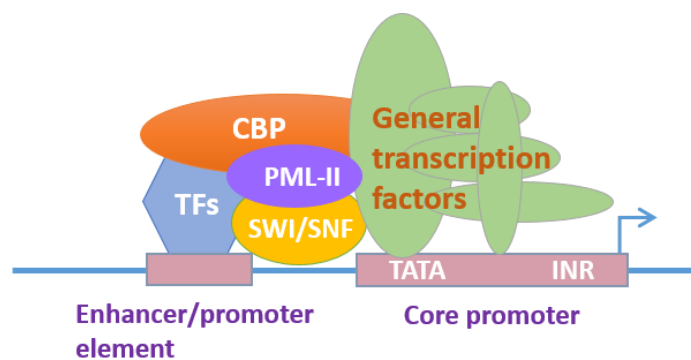 CBP
General
transcription
factors
PML-II
TFs
SWI/SNF
TATA
INR
Enhancer/promoter
element
Core promoter